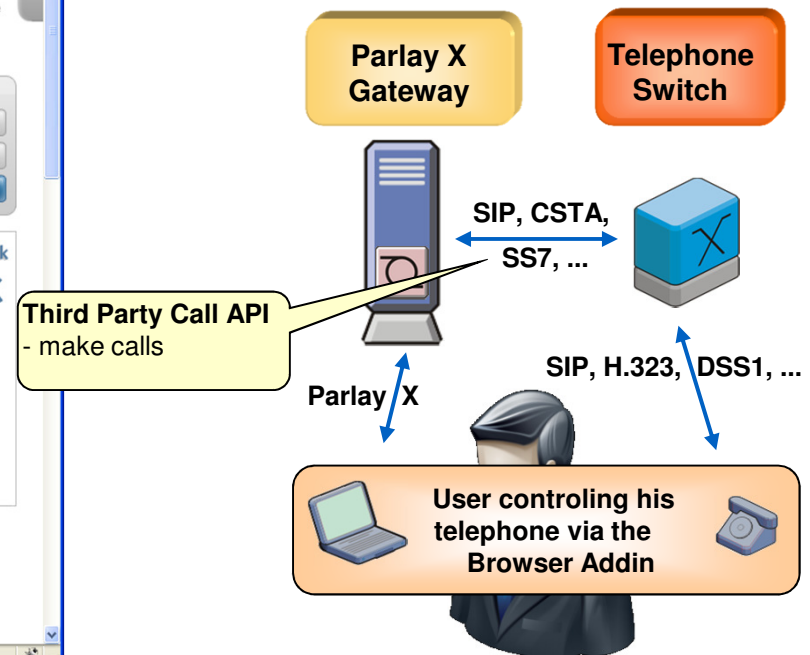 Parlay X
Gateway
Telephone
Switch
SIP, CSTA,
SS7, ...
Third Party Call API
- make calls
SIP, H.323, DSS1, ...
Parlay X
User controling his
telephone via the
Browser Addin